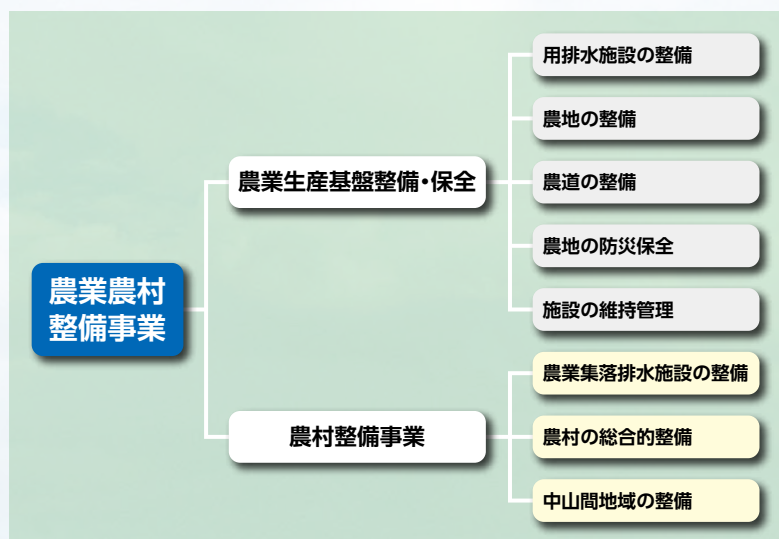 農業農村
整備事業
農業生産基盤整備・保全
用排水施設の整備
農地の整備
農道の整備
農地の防災保全
施設の維持管理
農村整備事業
農業集落排水施設の整備
農村の総合的整備
中山間地域の整備